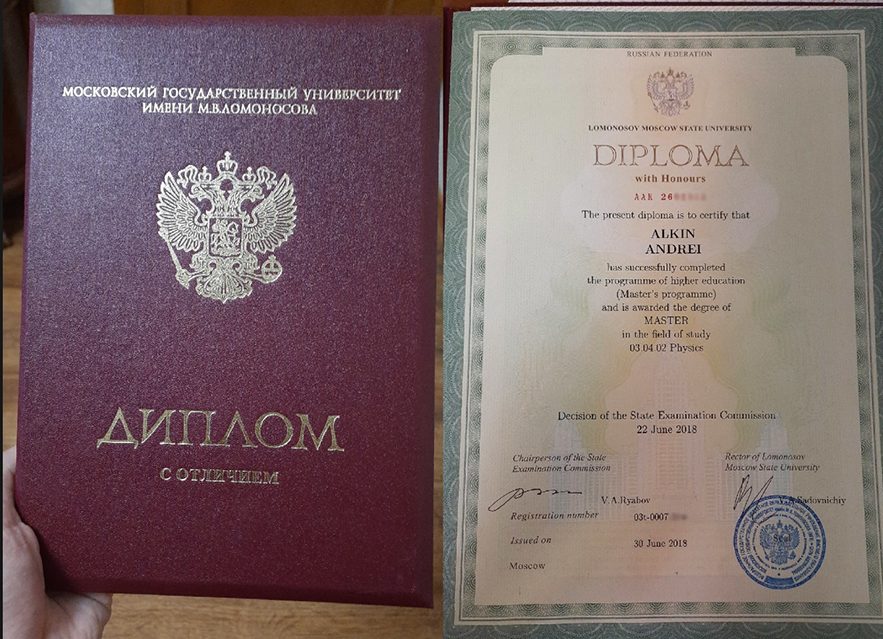 МОСКОВСКИЙ ГОСУДАРСТВЕННЫЙ УНИВЕРСИТЕТ
ИМЕНИ М.В.ЛОМОНОСОВА
ДИПЛОМ
С ОТЛИЧИЕМ
RUSSIAN FEDERATION
LOMONOSOV MOSCOW STATE UNIVERSITY
DIPLOMA
with Honours
ААК 26
The present diploma is to certify that
ALKIN
ANDREI
has successfully completed
the programme of higher education
(Master's programme)
and is awarded the degree of
MASTER
in the field of study
03.04.02 Physics
Decision of the State Examination Commission
22 June 2018
Chairperson of the State
Examination Commission
V.A.Ryabov
Rector of Lomonosov
Moscow State University
Sadovnichiy
Registration number
03t-0007
Issued on
30 June 2018
Moscow
Seal